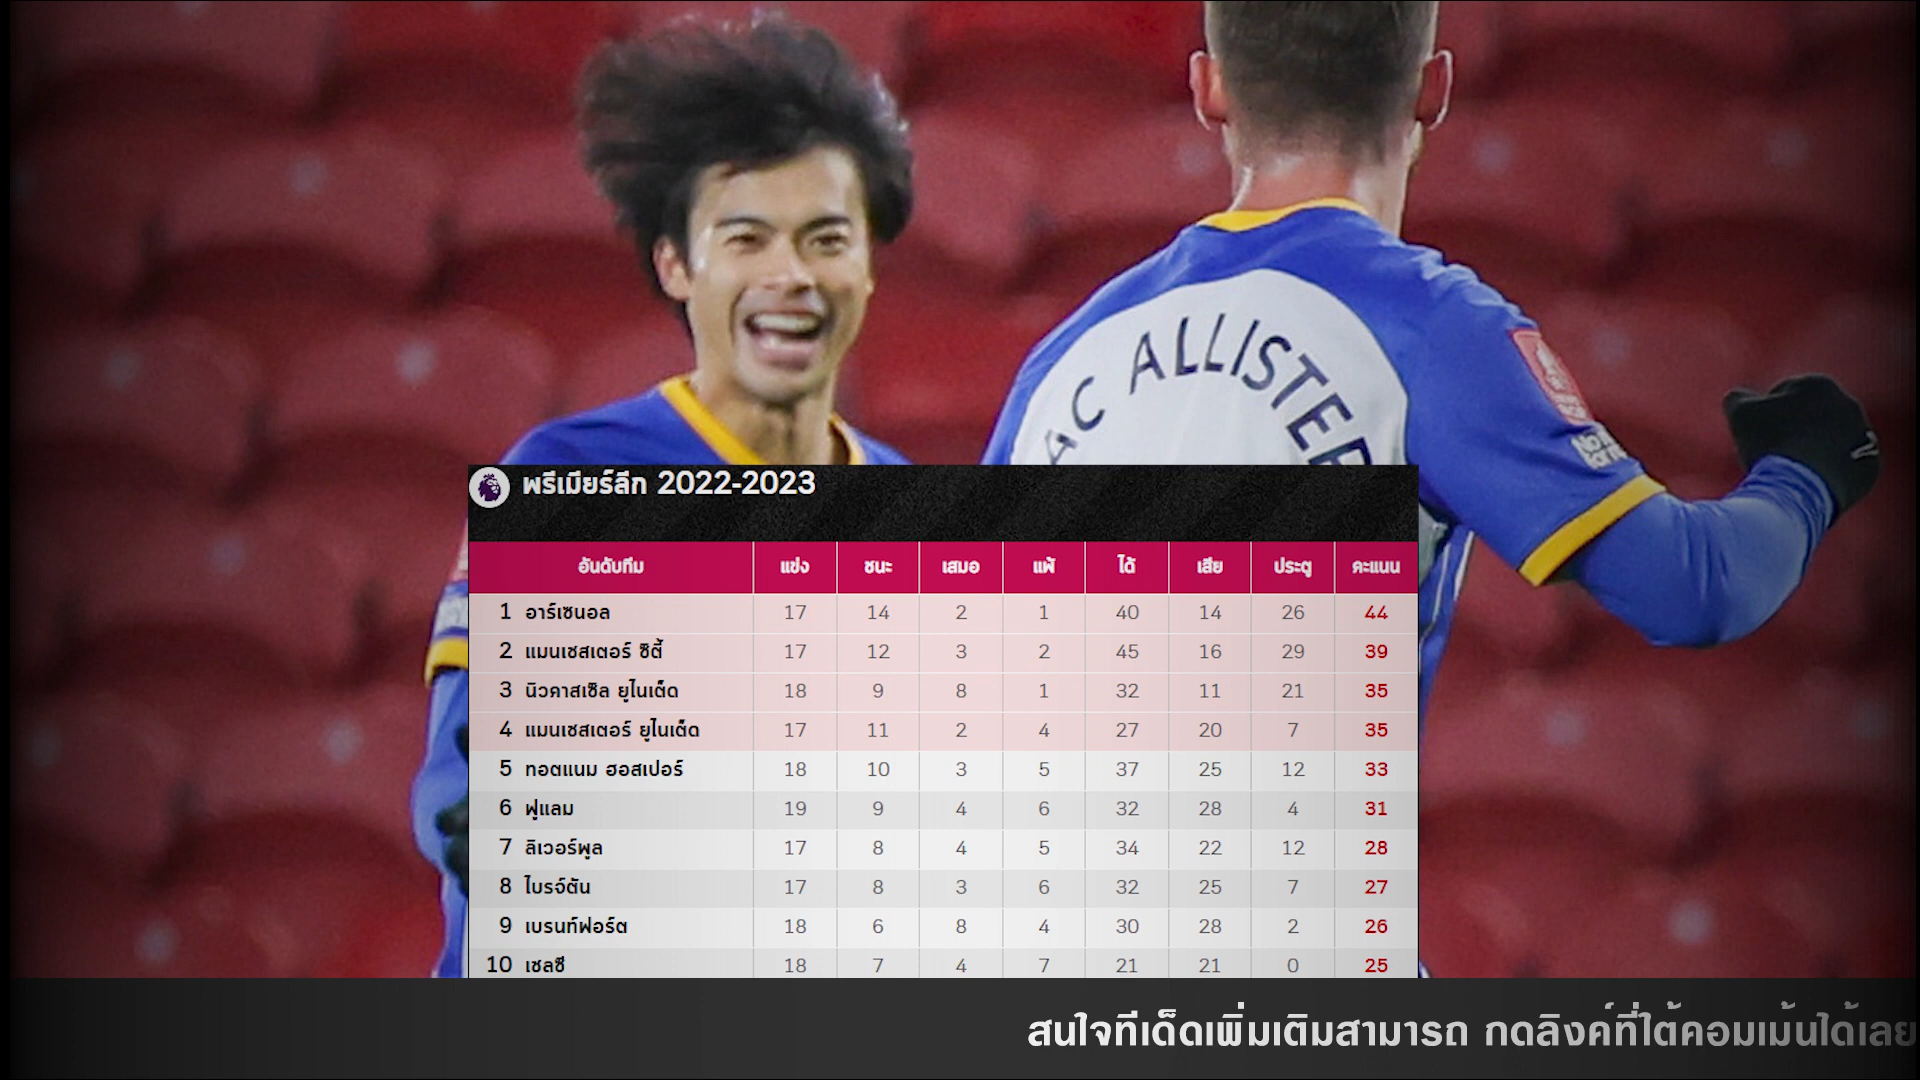 AC ALLISTER
พรีเมียร์ลีก 2022-2023
อันดับทีม แข่ง ชนะ เสมอ แพ้ ได้ เสีย ประตู คะแนน
1 อาร์เซนอล 17 14 2 1 40 14 26 44
2 แมนเชสเตอร์ ซิตี้ 17 12 3 2 45 16 29 39
3 นิวคาสเซิล ยูไนเต็ด 18 9 8 1 32 11 21 35
4 แมนเชสเตอร์ ยูไนเต็ด 17 11 2 4 27 20 7 35
5 ทอตแนม ฮอสเปอร์ 18 10 3 5 37 25 12 33
6 ฟูแลม 19 9 4 6 32 28 4 31
7 ลิเวอร์พูล 17 8 4 5 34 22 12 28
8 ไบรจ์ตัน 17 8 3 6 32 25 7 27
9 เบรนท์ฟอร์ต 18 6 8 4 30 28 2 26
10 เชลซี 18 7 4 7 21 21 0 25
สนใจทีเด็ดเพิ่มเติมสามารถ กดลิงค์ที่ใต้คอมเม้นได้เลย